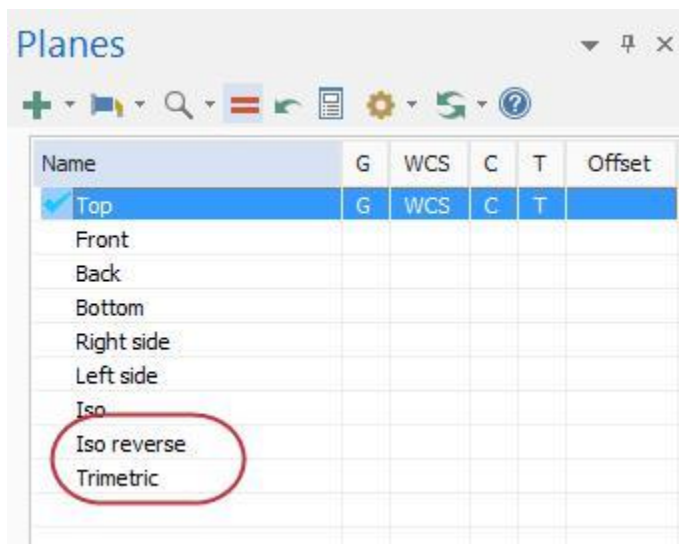 Planes
Name G WCS C T Offset
Top G WCS C T
Front
Back
Bottom
Right side
Left side
Iso
Iso reverse
Trimetric